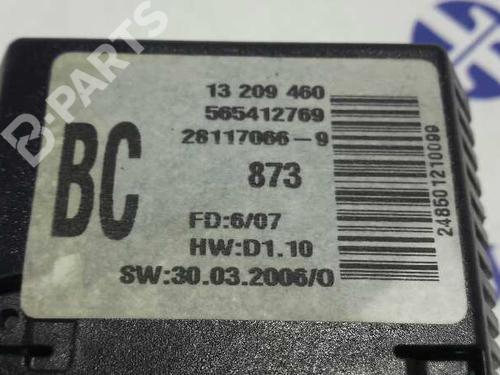 B-PARTS
13 209 460
565412769
28117066-9
BC
873
FD:6/07
HW:D1.10
SW:30.03.2006/0
248501210099